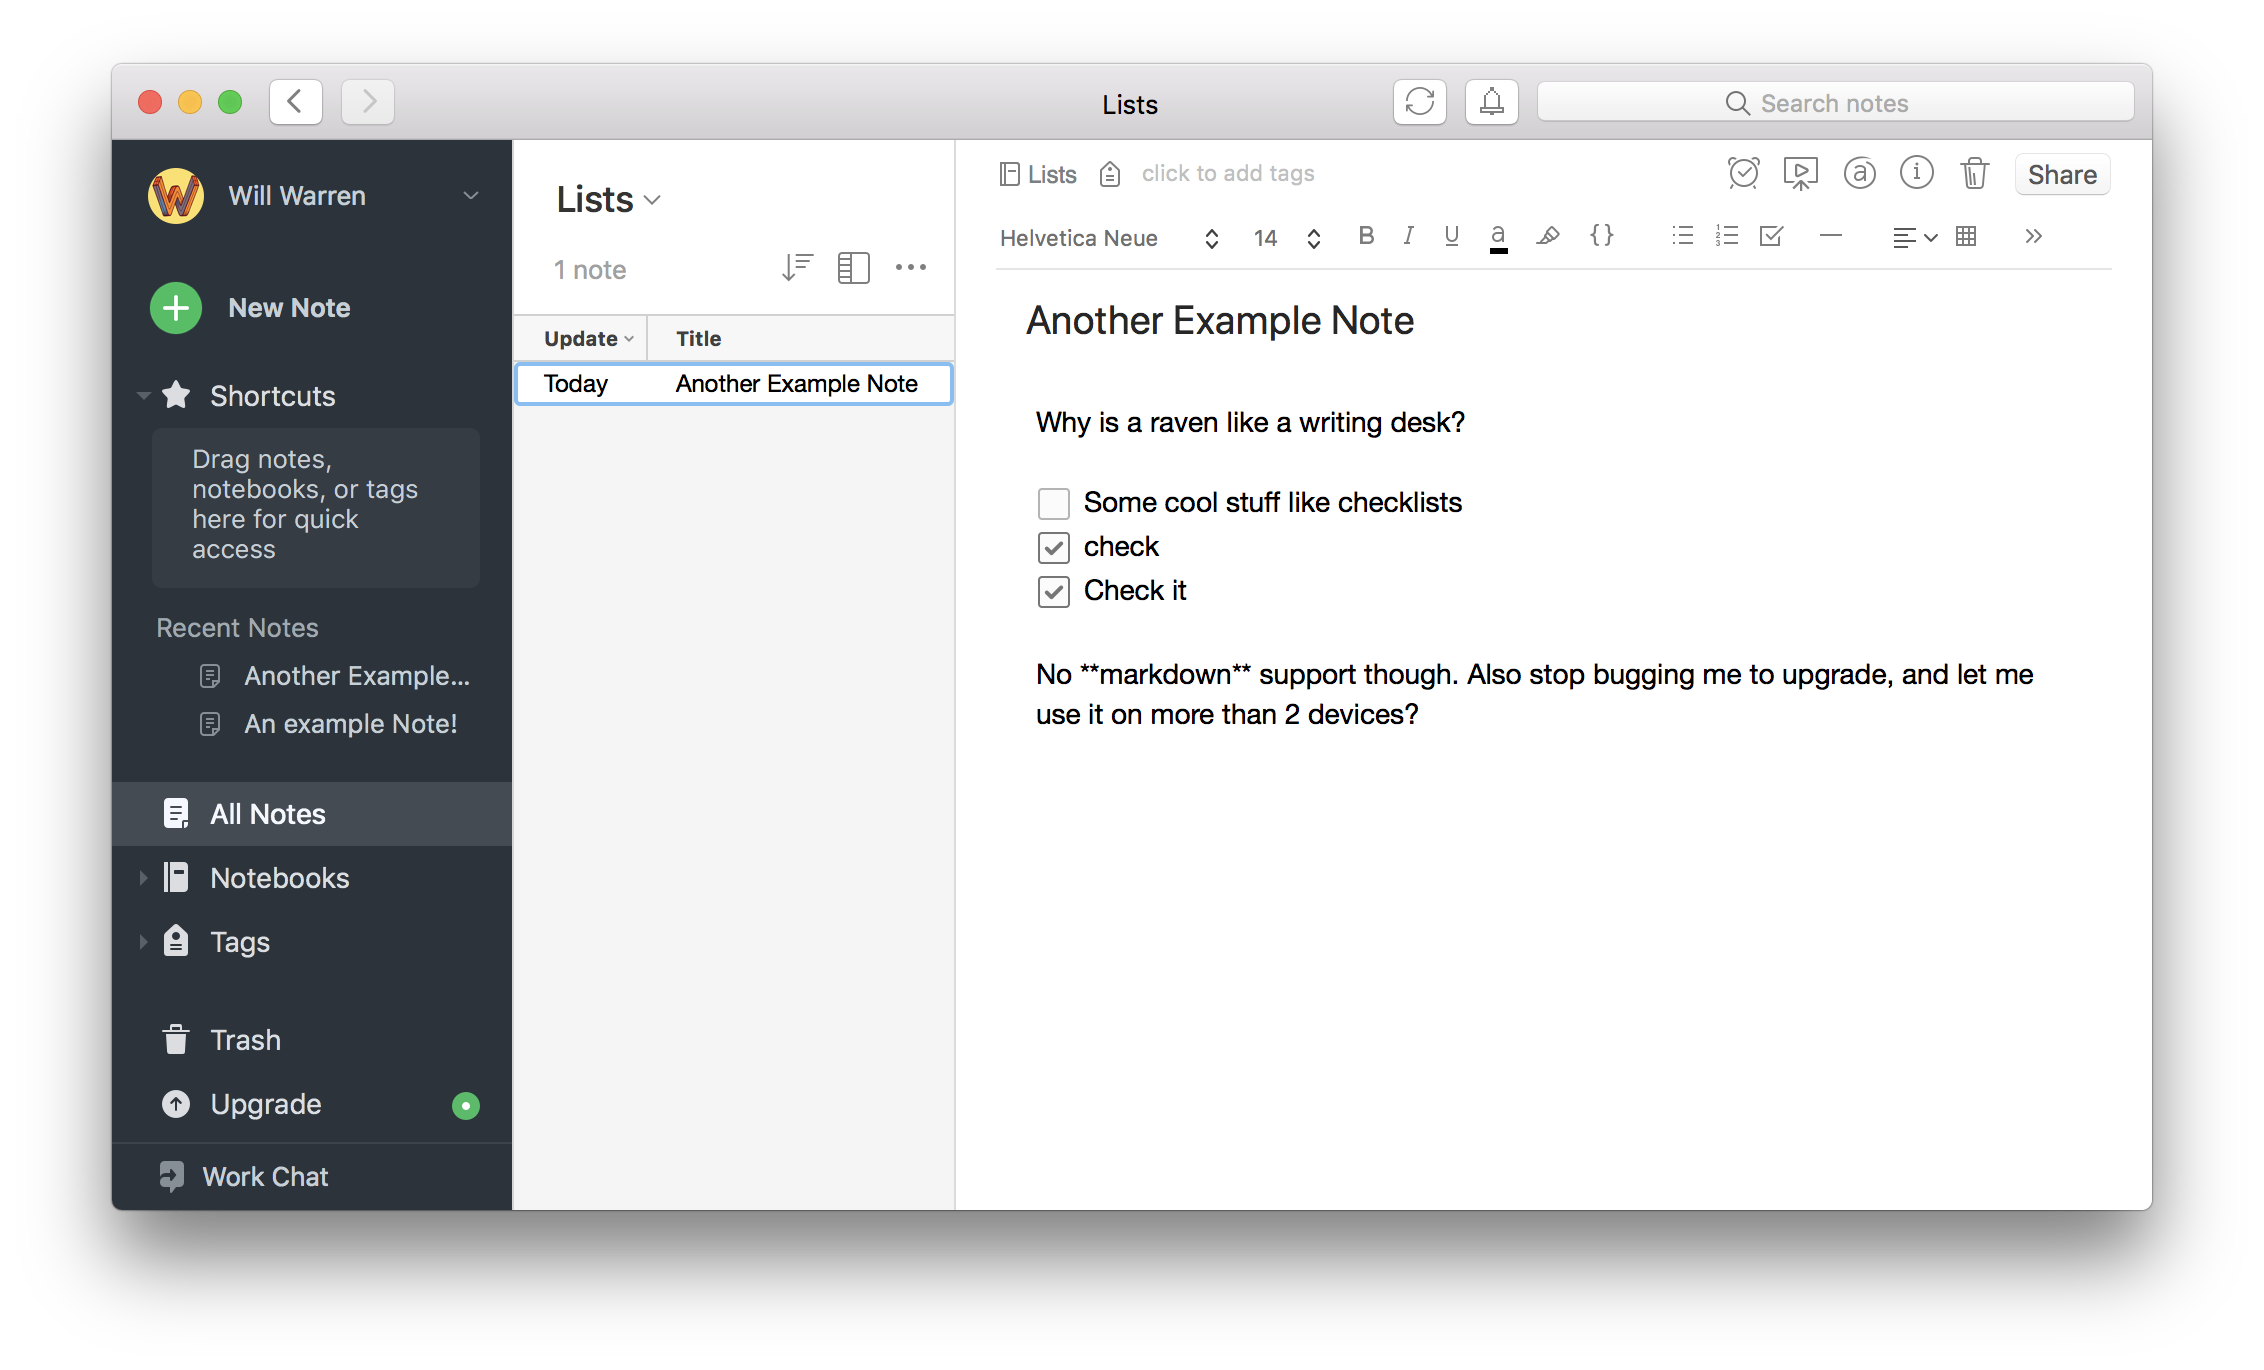 Lists
Search notes
Will Warren
New Note
Shortcuts
Drag notes,
notebooks, or tags
here for quick
access
Recent Notes
Another Example...
An example Note!
All Notes
Notebooks
Tags
Trash
Upgrade
Work Chat
Lists
1 note
Update Title
Today Another Example Note
Lists click to add tags
Share
Helvetica Neue 14 B I U a {}
Another Example Note
Why is a raven like a writing desk?
Some cool stuff like checklists
check
Check it
No **markdown** support though. Also stop bugging me to upgrade, and let me
use it on more than 2 devices?